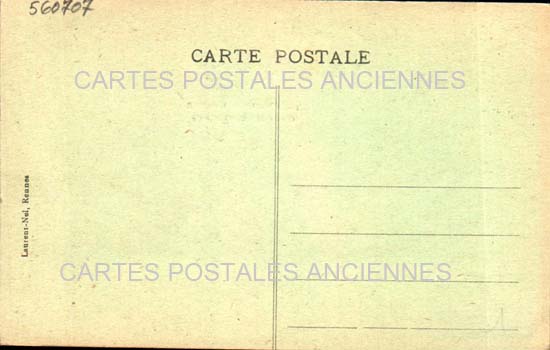 560707
CARTE POSTALE
CARTES POSTALES ANCIENNES
Laurent-Nel, Rennes
CARTES POSTALES ANCIENNES